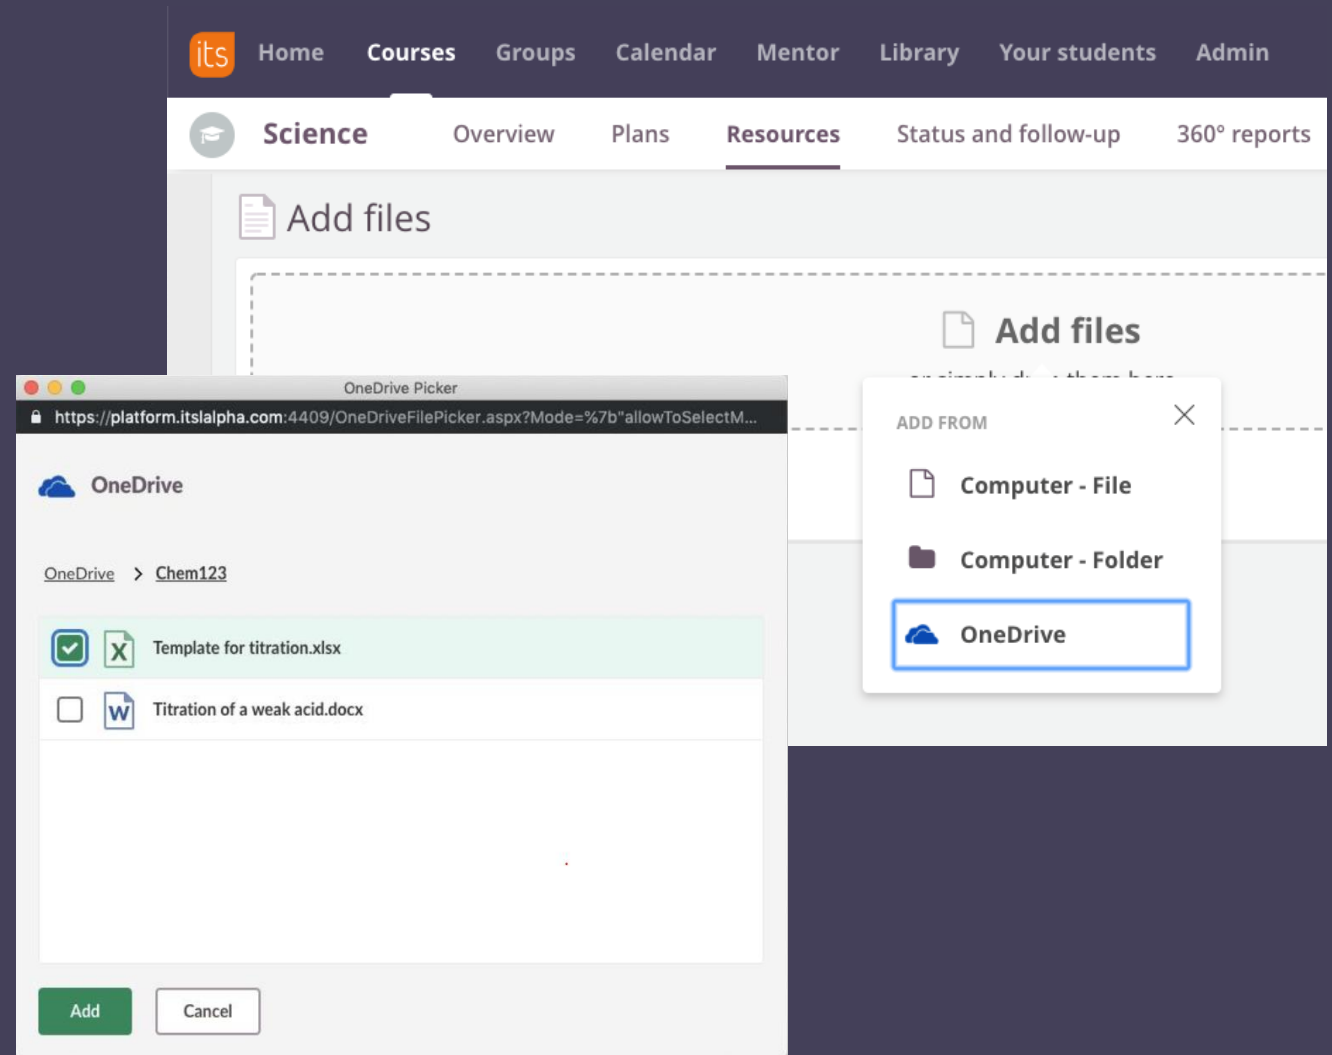 its
Home Courses Groups Calendar Mentor Library Your students Admin
Science Overview Plans Resources Status and follow-up 360° reports
Add files
Add files
ADD FROM
Computer - File
Computer - Folder
OneDrive
OneDrive Picker
https://platform.itslalpha.com:4409/OneDriveFilePicker.aspx?Mode=%7b"allowToSelectM...
OneDrive
OneDrive > Chem123
Template for titration.xlsx
Titration of a weak acid.docx
Add Cancel